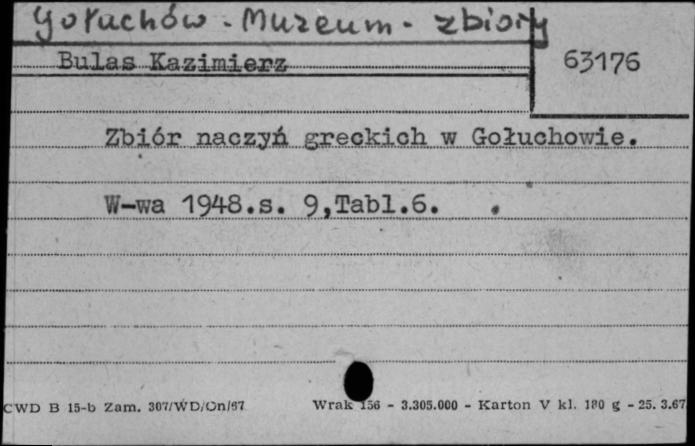 Gołuchów - Muzeum - zbiory
Bulas Kazimierz
63176
Zbiór naczyń greckich w Gołuchowie.
W-wa 1948.s. 9,Tabl.6.
CWD B 15-b Zam. 307/WD/On/67 Wrak 156 - 3.305.000 - Karton V kl. 180 g - 25. 3.67